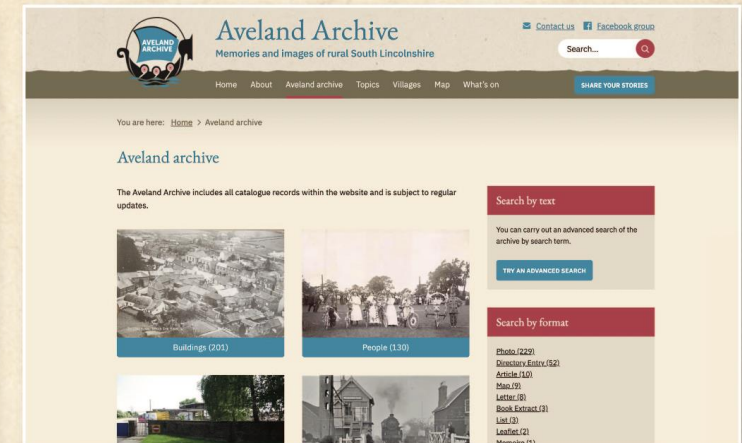 AVELAND
ARCHIVE
Aveland Archive
Memories and images of rural South Lincolnshire
Contact us
Facebook group
Search...
Home
About
Aveland archive
Topics
Villages
Map
What's on
SHARE YOUR STORIES
You are here: Home > Aveland archive
Aveland archive
The Aveland Archive includes all catalogue records within the website and is subject to regular
updates.
Buildings (201)
People (130)
Search by text
You can carry out an advanced search of the
archive by search term.
TRY AN ADVANCED SEARCH
Search by format
Photo (229)
Directory Entry (52)
Article (10)
Map (9)
Letter (8)
Book Extract (3)
List (3)
Leaflet (2)
Memoire (1)